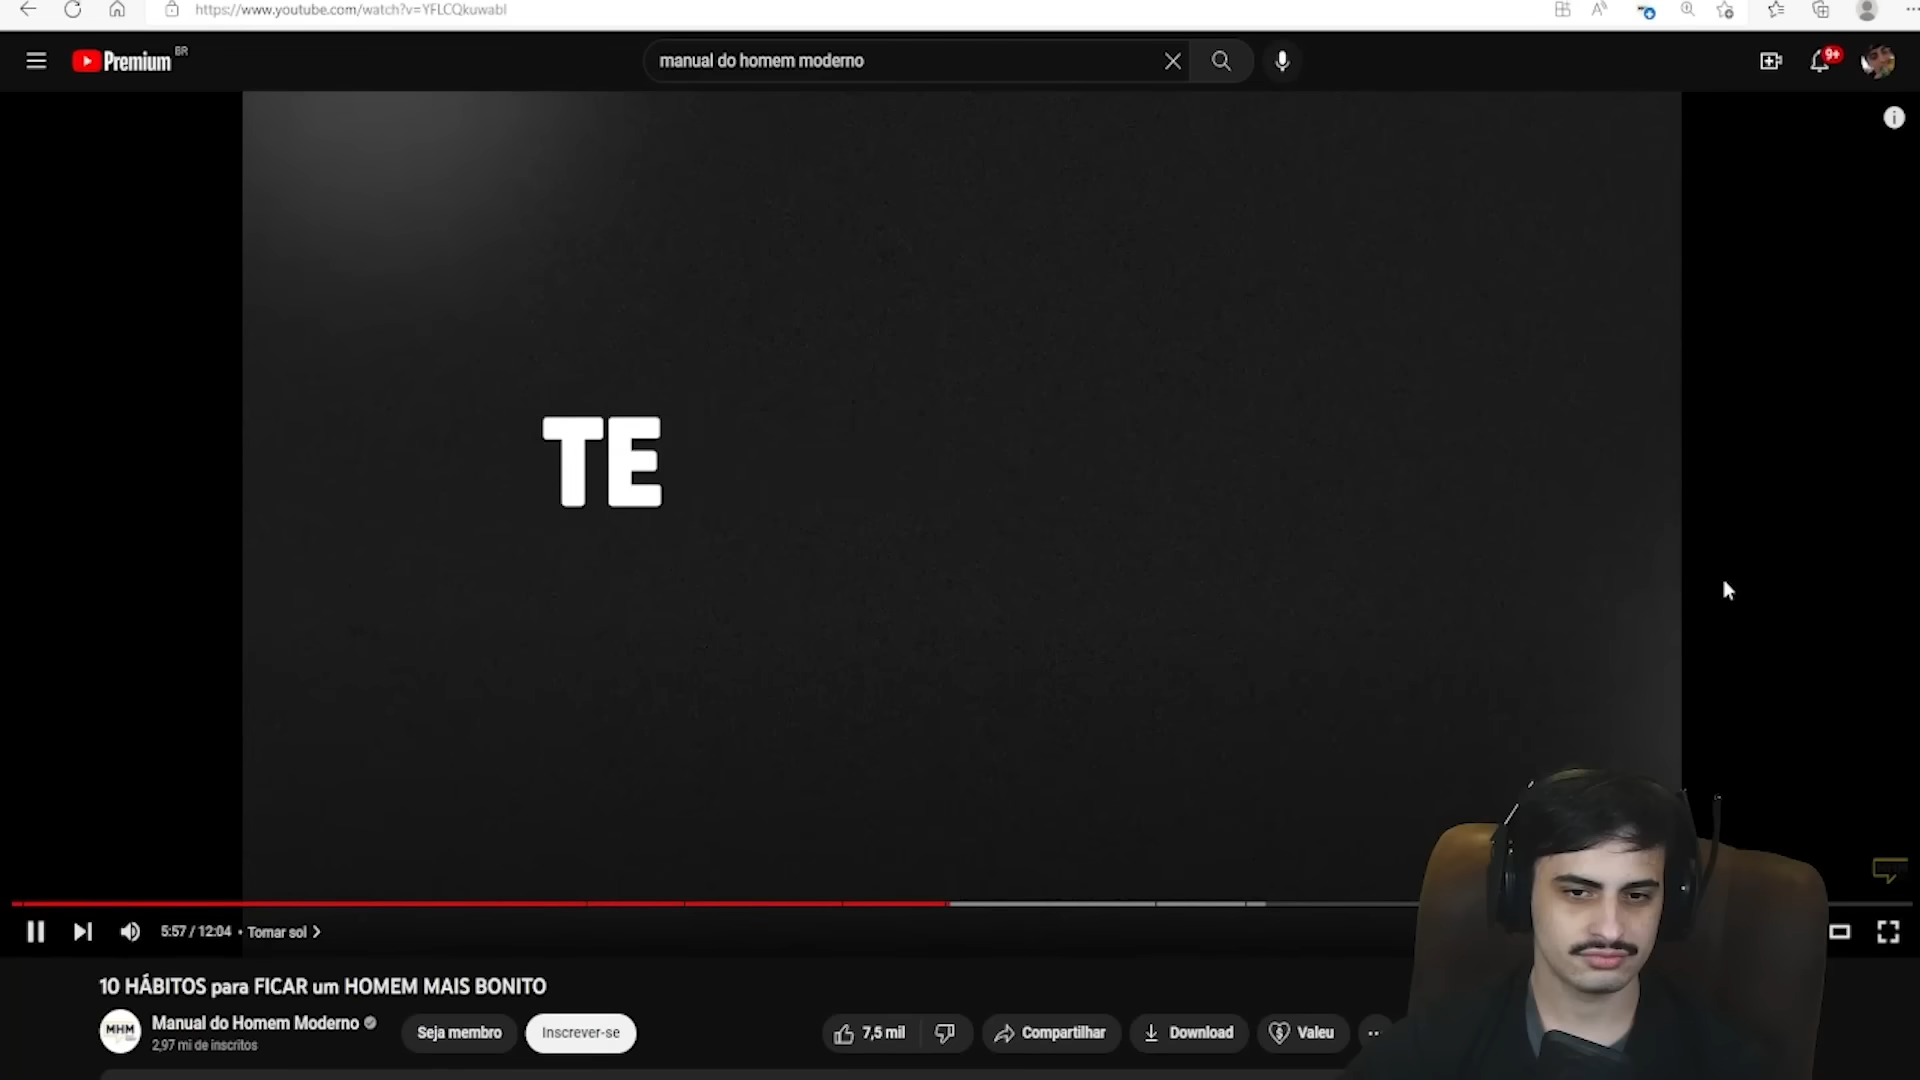 https://www.youtube.com/watch?v=YFLCQkuwabI
Premium BR
manual do homem moderno
9+
TE
5:57 / 12:04 • Tomar sol
10 HÁBITOS para FICAR um HOMEM MAIS BONITO
MHM
Manual do Homem Moderno
2,97 mi de inscritos
Seja membro
Inscrever-se
7,5 mil
Compartilhar
Download
Valeu